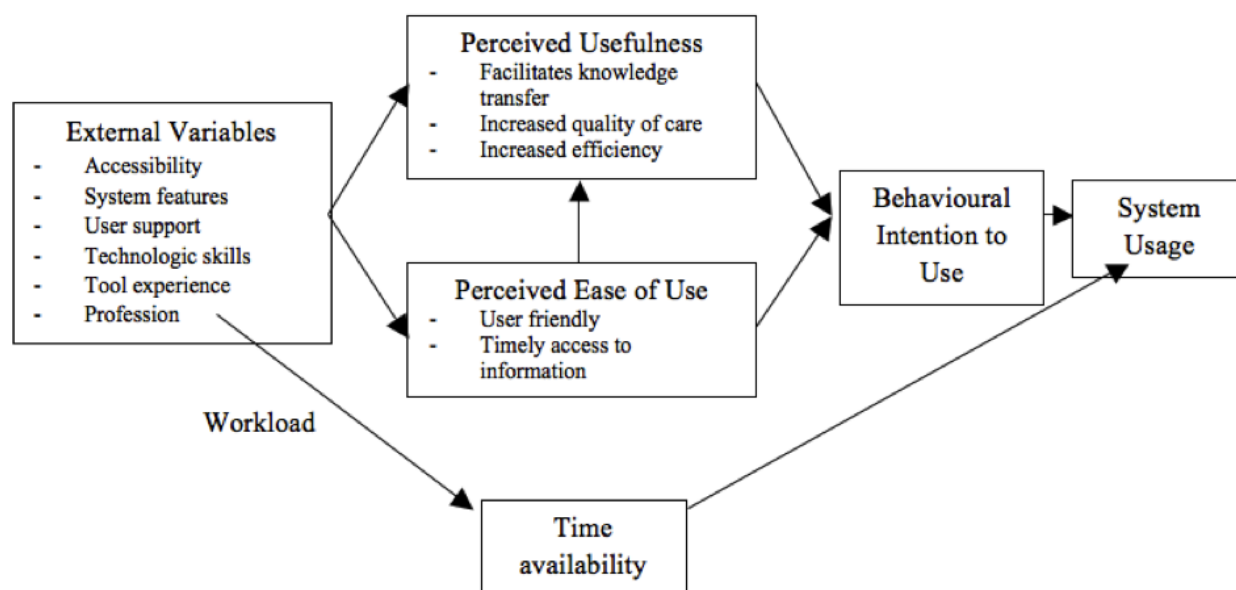 External Variables
- Accessibility
- System features
- User support
- Technologic skills
- Tool experience
- Profession
Perceived Usefulness
- Facilitates knowledge
transfer
- Increased quality of care
- Increased efficiency
Perceived Ease of Use
- User friendly
- Timely access to
information
Behavioural
Intention to
Use
System
Usage
Workload
Time
availability